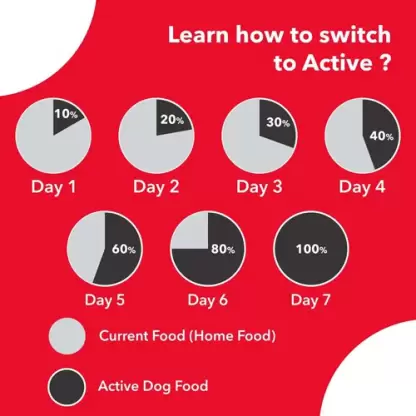 Learn how to switch
to Active ?
10%
20%
30%
40%
Day 1
Day 2
Day 3
Day 4
60%
80%
100%
Day 5
Day 6
Day 7
Current Food (Home Food)
Active Dog Food